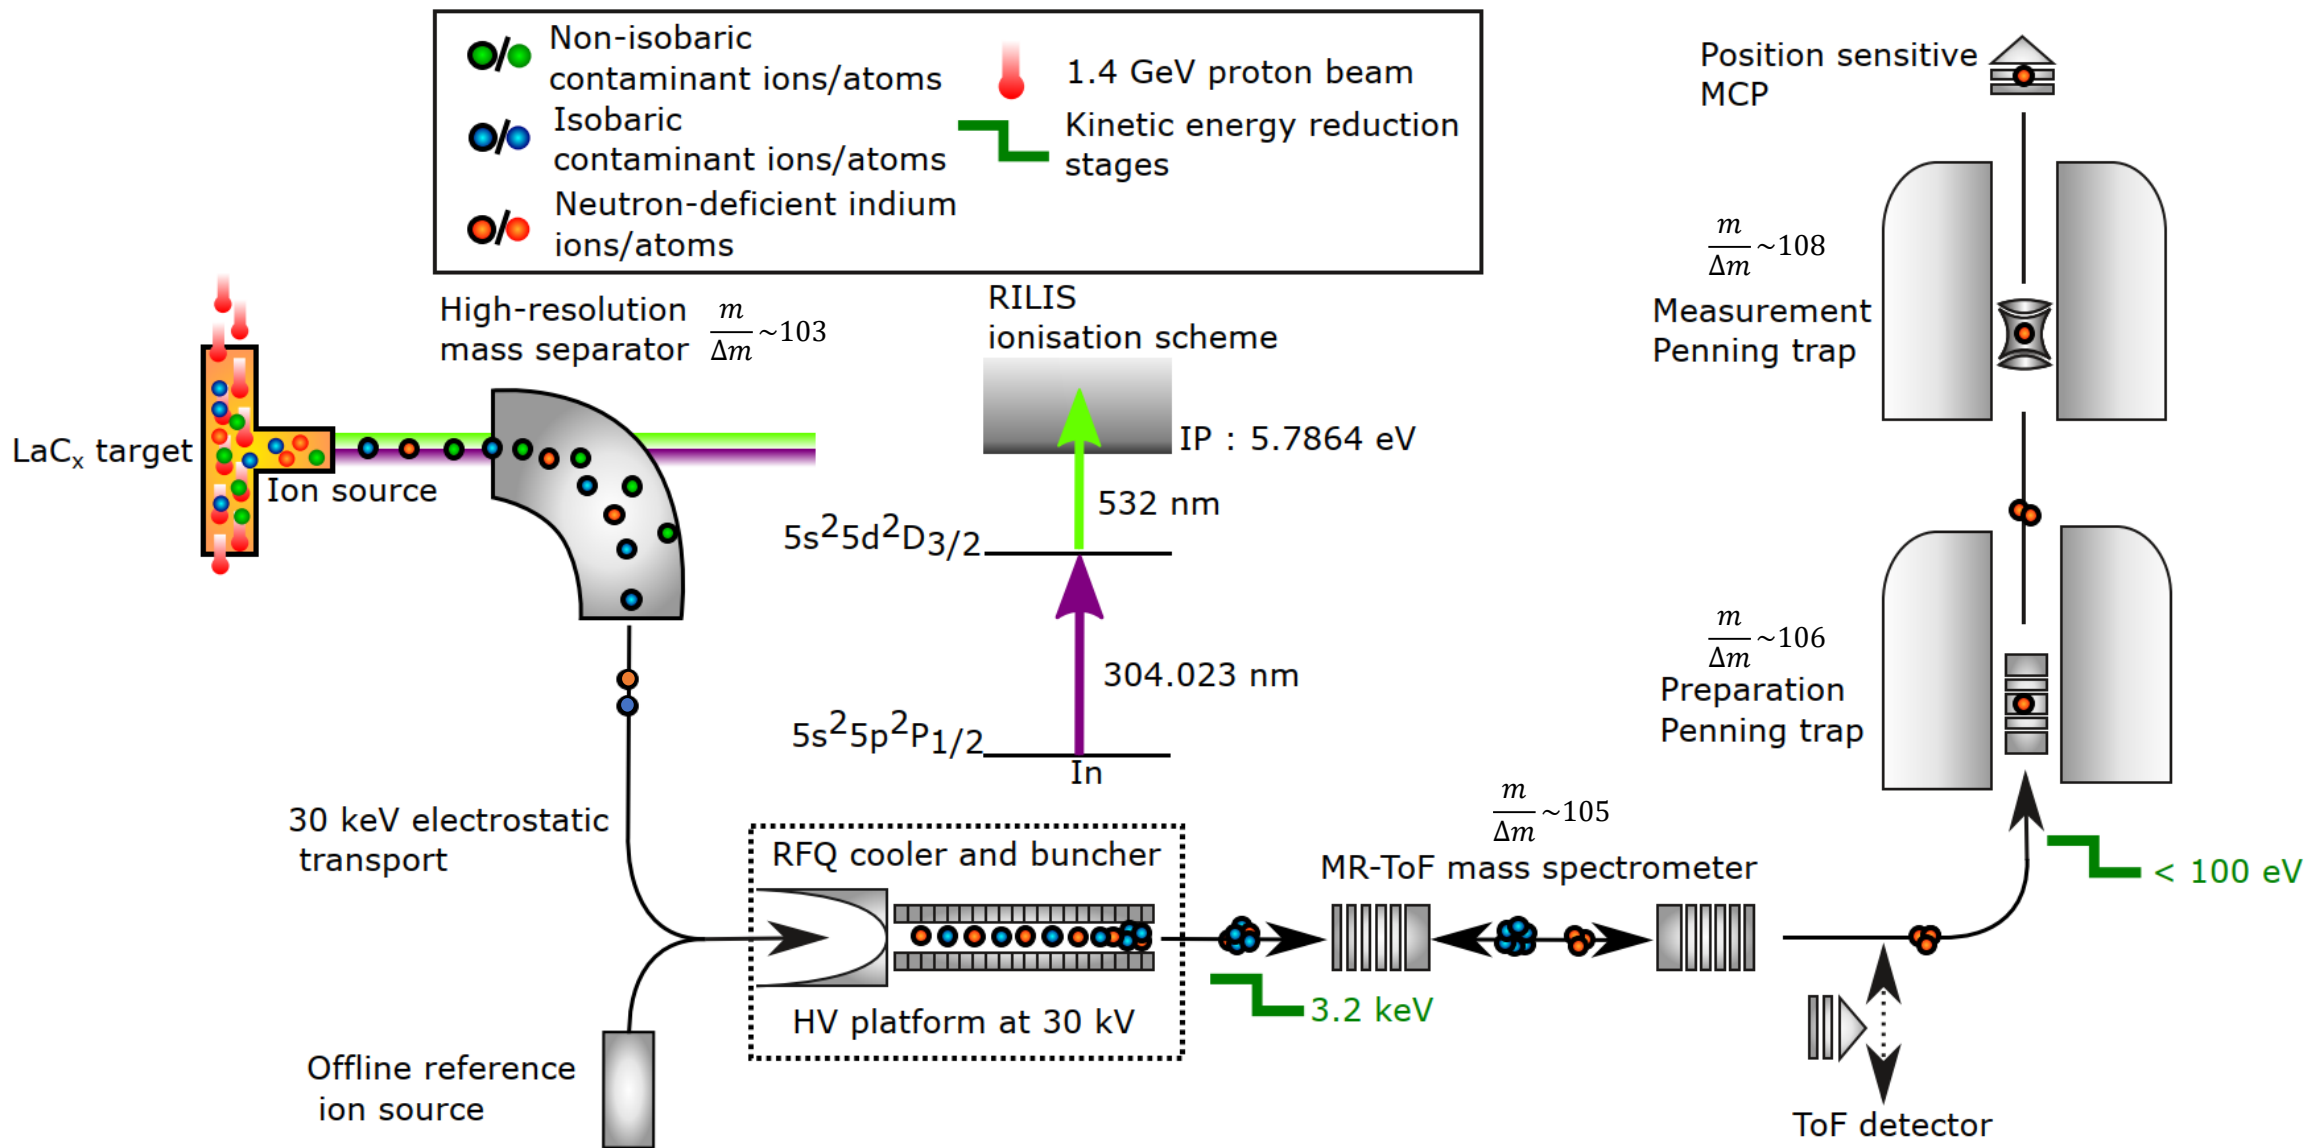 Non-isobaric
contaminant ions/atoms
Isobaric
contaminant ions/atoms
Neutron-deficient indium
ions/atoms
1.4 GeV proton beam
Kinetic energy reduction
stages
Position sensitive
MCP
m/Δm ~108
Measurement
Penning trap
High-resolution
mass separator
m/Δm ~103
RILIS
ionisation scheme
IP : 5.7864 eV
532 nm
5s²5d²D₃/₂
304.023 nm
5s²5p²P₁/₂
In
LaCₓ target
Ion source
m/Δm ~106
Preparation
Penning trap
30 keV electrostatic
transport
RFQ cooler and buncher
HV platform at 30 kV
3.2 keV
m/Δm ~105
MR-ToF mass spectrometer
< 100 eV
Offline reference
ion source
ToF detector